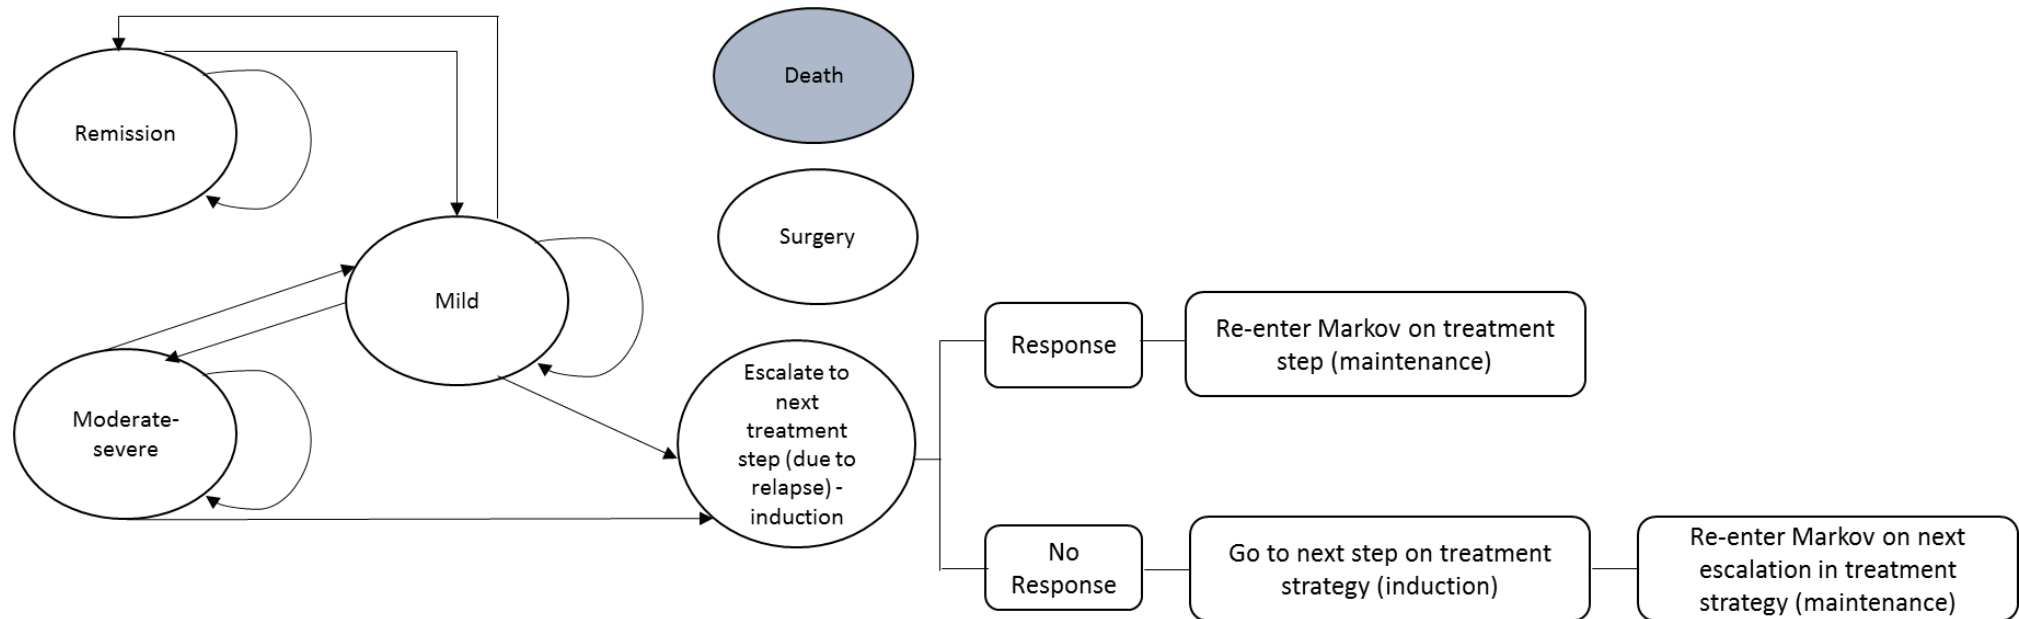 Death
Remission
Surgery
Mild
Response
Re-enter Markov on treatment
step (maintenance)
Moderate-
severe
Escalate to
next
treatment
step (due to
relapse) -
induction
No
Response
Go to next step on treatment
strategy (induction)
Re-enter Markov on next
escalation in treatment
strategy (maintenance)